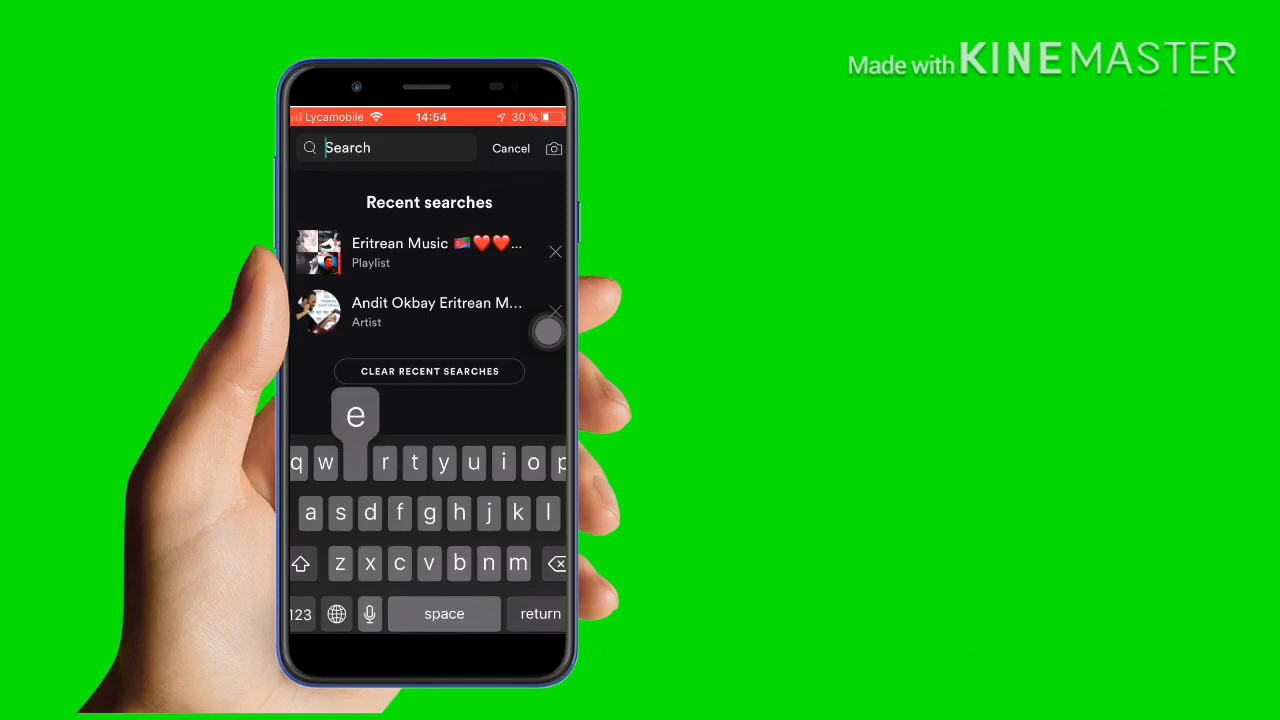 Made with KINEMASTER
Lycamobile 14:54 30 %
Search Cancel
Recent searches
Eritrean Music 🇪🇷❤️❤️...
Playlist
Andit Okbay Eritrean M...
Artist
CLEAR RECENT SEARCHES
e
q w r t y u i o p
a s d f g h j k l
z x c v b n m
123 space return